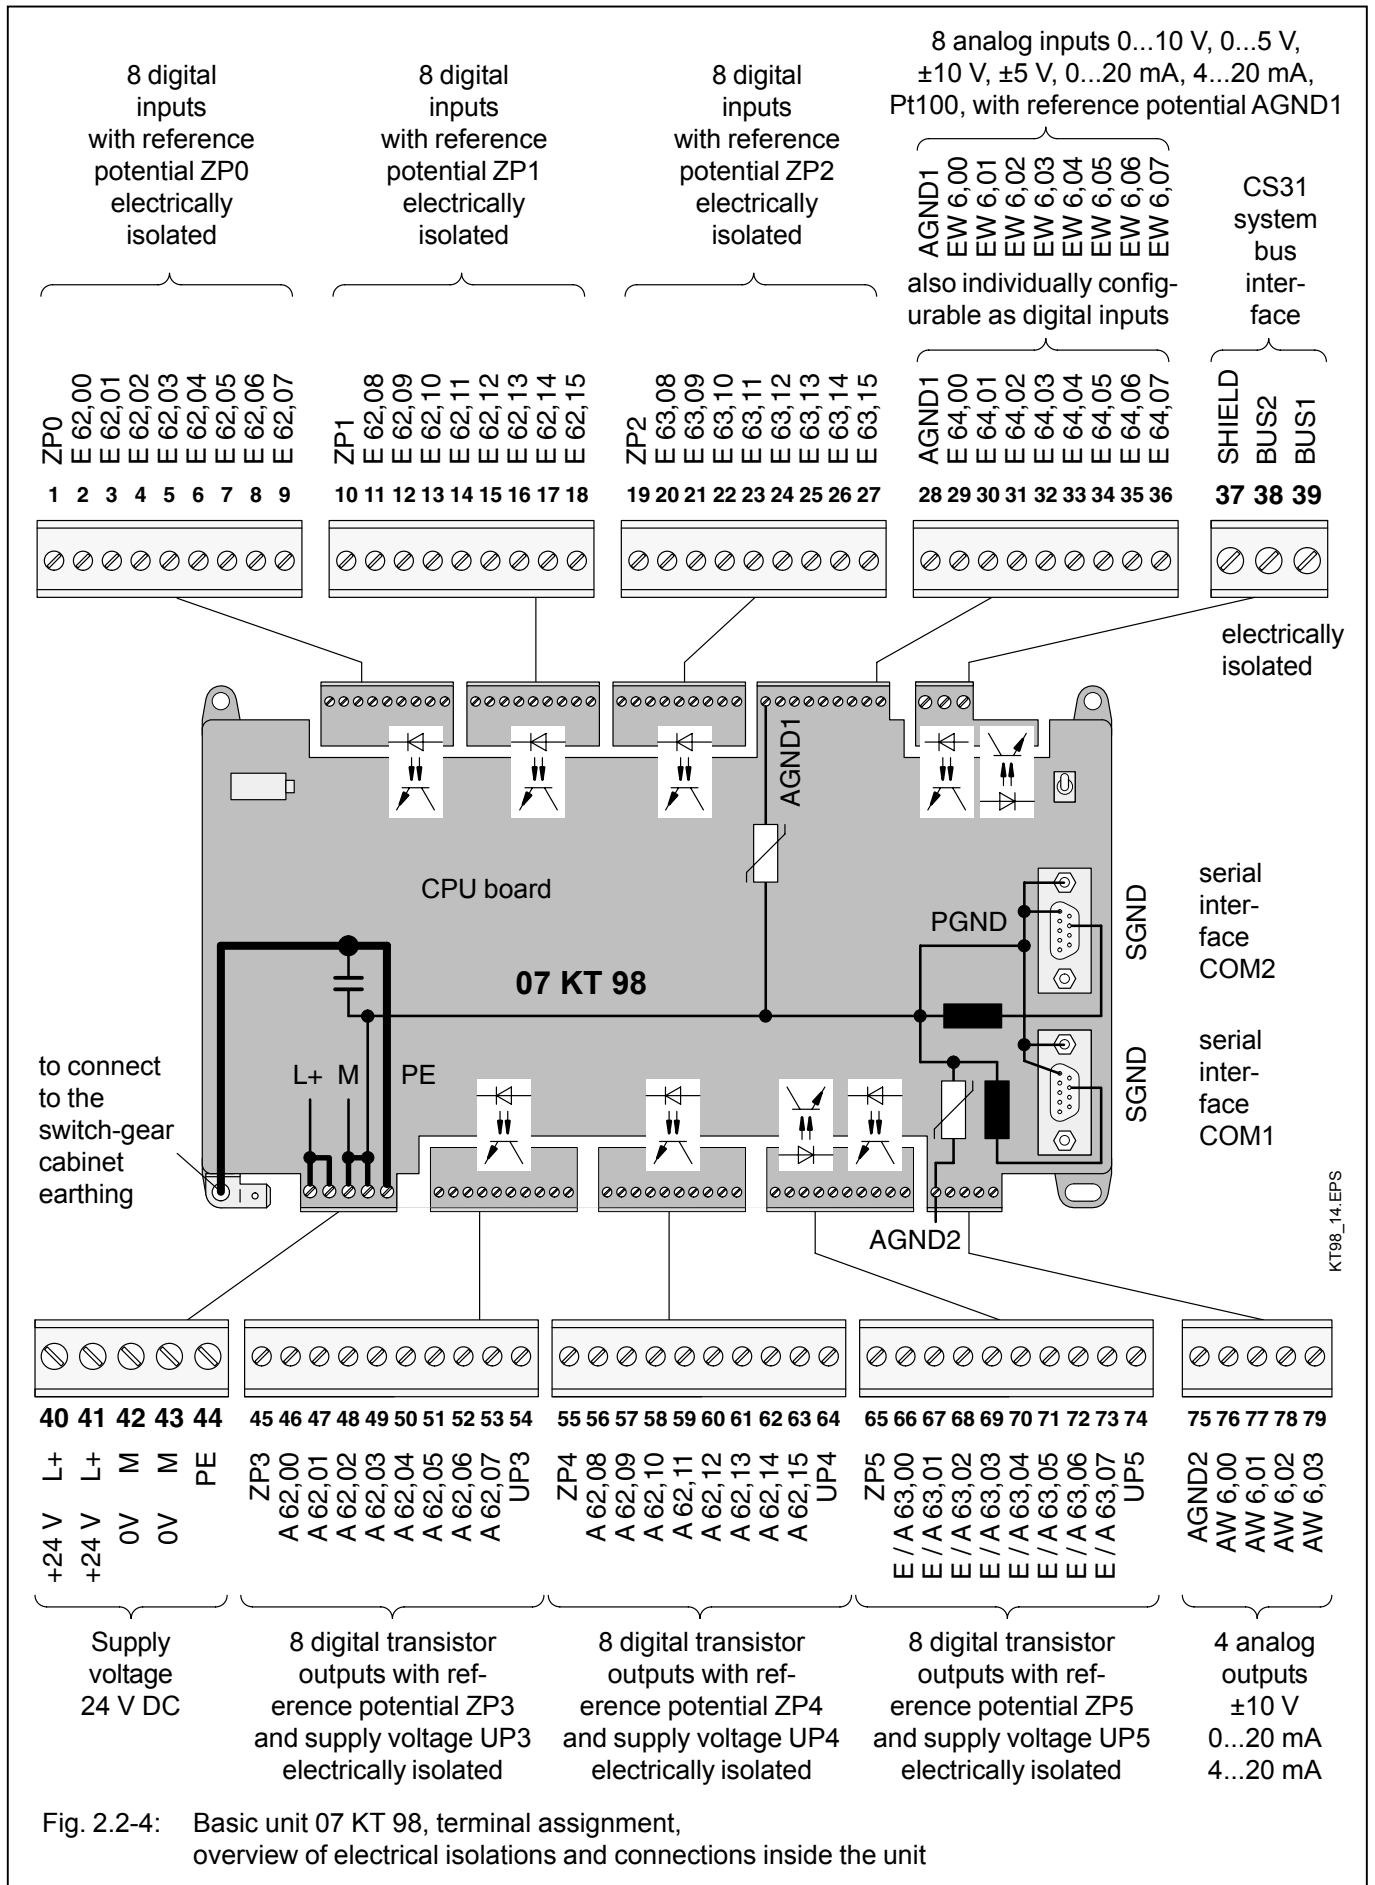 8 digital
inputs
with reference
potential ZP0
electrically
isolated
8 digital
inputs
with reference
potential ZP1
electrically
isolated
8 digital
inputs
with reference
potential ZP2
electrically
isolated
8 analog inputs 0...10 V, 0...5 V,
±10 V, ±5 V, 0...20 mA, 4...20 mA,
Pt100, with reference potential AGND1
AGND1
EW 6,00
EW 6,01
EW 6,02
EW 6,03
EW 6,04
EW 6,05
EW 6,06
EW 6,07
also individually config-
urable as digital inputs
CS31
system
bus
inter-
face
ZP0
E 62,00
E 62,01
E 62,02
E 62,03
E 62,04
E 62,05
E 62,06
E 62,07
ZP1
E 62,08
E 62,09
E 62,10
E 62,11
E 62,12
E 62,13
E 62,14
E 62,15
ZP2
E 63,08
E 63,09
E 63,10
E 63,11
E 63,12
E 63,13
E 63,14
E 63,15
AGND1
E 64,00
E 64,01
E 64,02
E 64,03
E 64,04
E 64,05
E 64,06
E 64,07
SHIELD
BUS2
BUS1
1 2 3 4 5 6 7 8 9
10 11 12 13 14 15 16 17 18
19 20 21 22 23 24 25 26 27
28 29 30 31 32 33 34 35 36
37 38 39
electrically
isolated
AGND1
CPU board
07 KT 98
PGND
SGND
serial
inter-
face
COM2
SGND
serial
inter-
face
COM1
to connect
to the
switch-gear
cabinet
earthing
L+ M PE
AGND2
KT98_14.EPS
40 41 42 43 44
45 46 47 48 49 50 51 52 53 54
55 56 57 58 59 60 61 62 63 64
65 66 67 68 69 70 71 72 73 74
75 76 77 78 79
+24 V L+
+24 V L+
0V M
0V M
PE
ZP3
A 62,00
A 62,01
A 62,02
A 62,03
A 62,04
A 62,05
A 62,06
A 62,07
UP3
ZP4
A 62,08
A 62,09
A 62,10
A 62,11
A 62,12
A 62,13
A 62,14
A 62,15
UP4
ZP5
E / A 63,00
E / A 63,01
E / A 63,02
E / A 63,03
E / A 63,04
E / A 63,05
E / A 63,06
E / A 63,07
UP5
AGND2
AW 6,00
AW 6,01
AW 6,02
AW 6,03
Supply
voltage
24 V DC
8 digital transistor
outputs with ref-
erence potential ZP3
and supply voltage UP3
electrically isolated
8 digital transistor
outputs with ref-
erence potential ZP4
and supply voltage UP4
electrically isolated
8 digital transistor
outputs with ref-
erence potential ZP5
and supply voltage UP5
electrically isolated
4 analog
outputs
±10 V
0...20 mA
4...20 mA
Fig. 2.2-4: Basic unit 07 KT 98, terminal assignment,
overview of electrical isolations and connections inside the unit